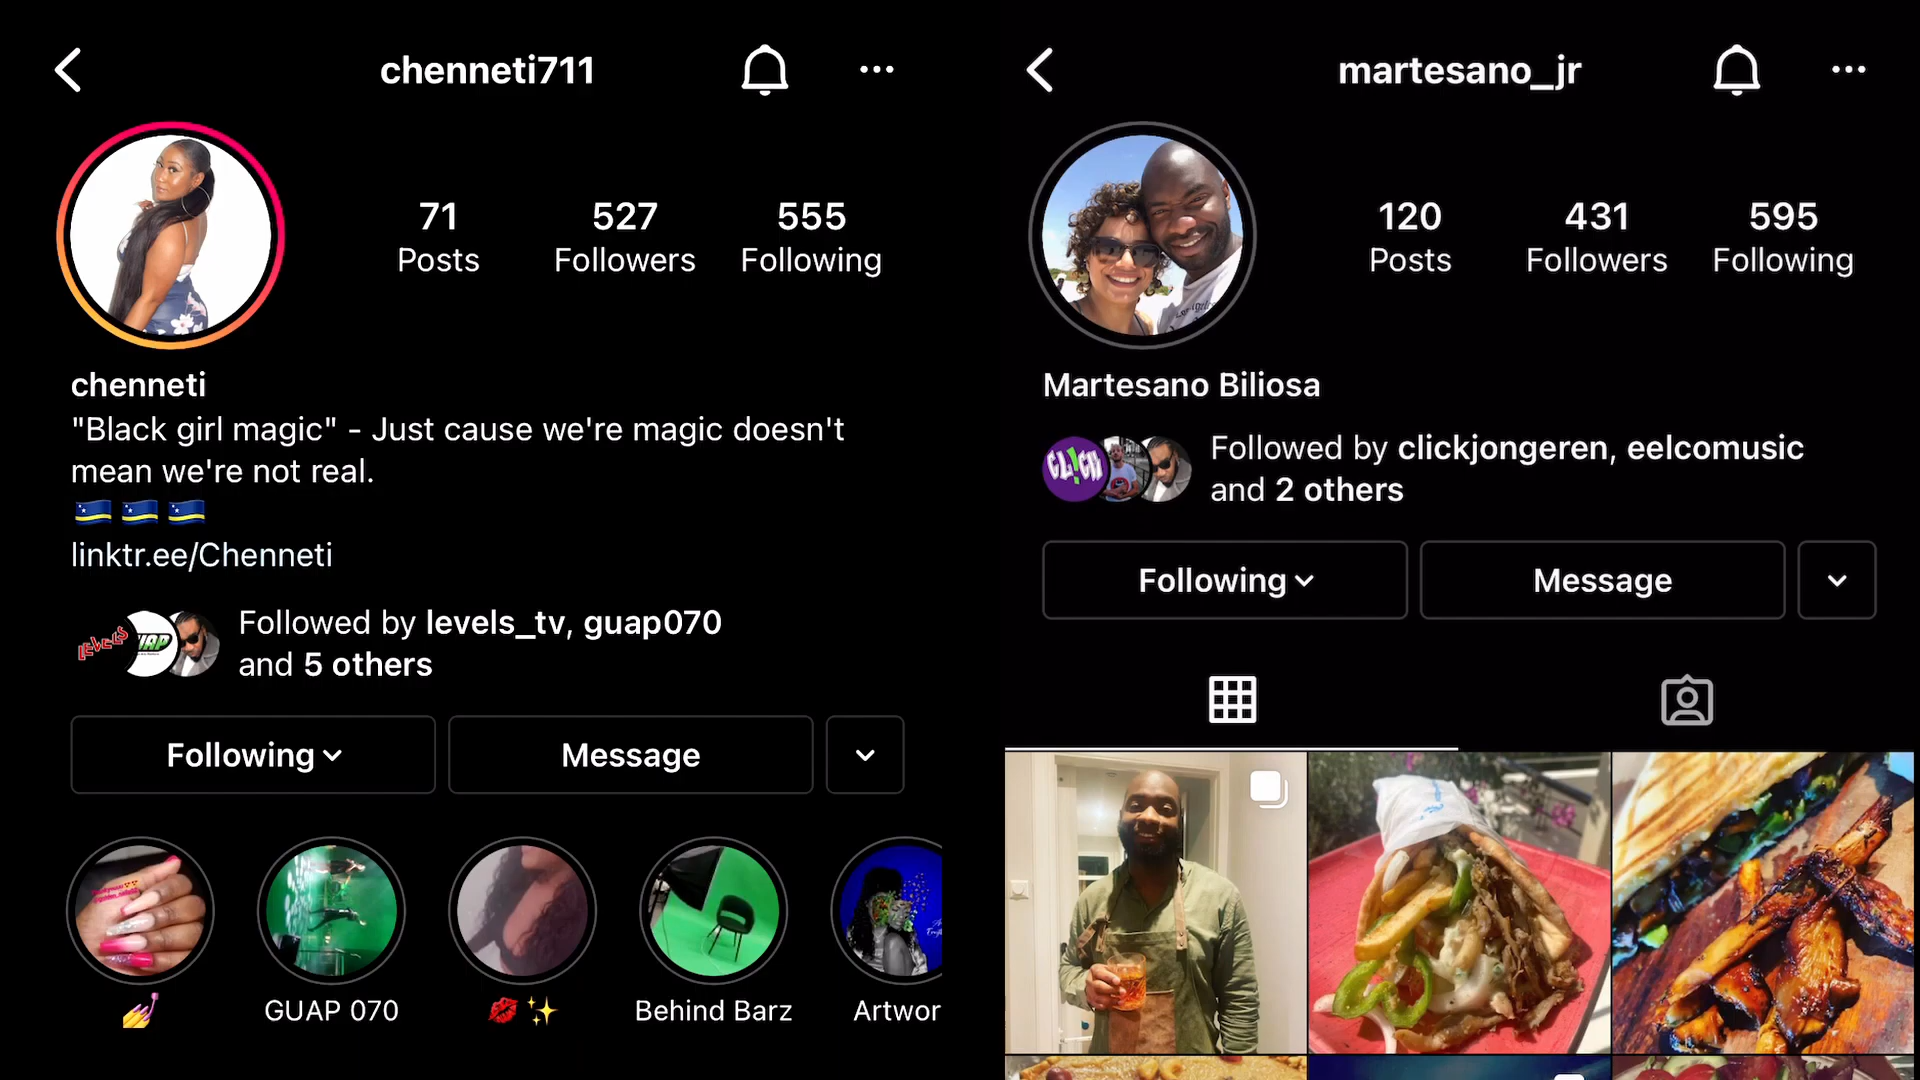 chenneti711
71 Posts
527 Followers
555 Following
chenneti
"Black girl magic" - Just cause we're magic doesn't
mean we're not real.
linktr.ee/Chenneti
LEVELS
Followed by levels_tv, guap070
and 5 others
Following
Message
GUAP 070
Behind Barz
Artwor
martesano_jr
120 Posts
431 Followers
595 Following
Martesano Biliosa
CL!CK
Followed by clickjongeren, eelcomusic
and 2 others
Following
Message